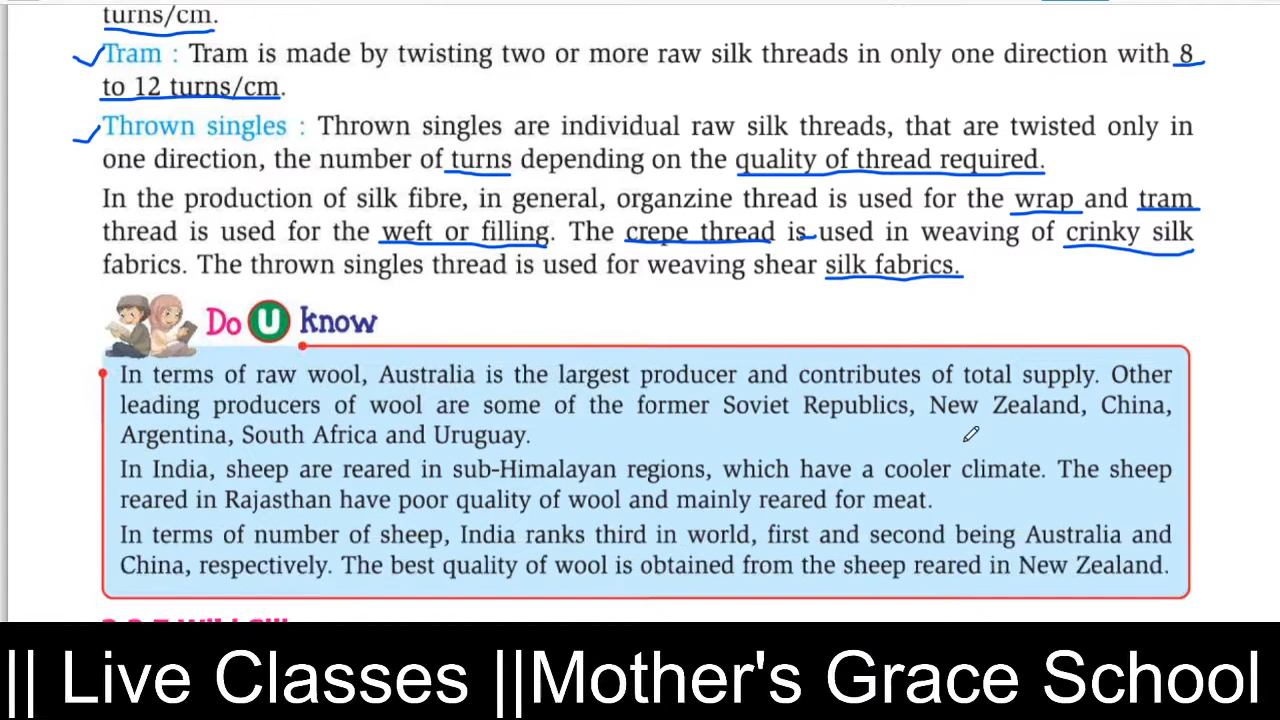 turns/cm.
Tram : Tram is made by twisting two or more raw silk threads in only one direction with 8
to 12 turns/cm.
Thrown singles : Thrown singles are individual raw silk threads, that are twisted only in
one direction, the number of turns depending on the quality of thread required.
In the production of silk fibre, in general, organzine thread is used for the wrap and tram
thread is used for the weft or filling. The crepe thread is used in weaving of crinky silk
fabrics. The thrown singles thread is used for weaving shear silk fabrics.
Do U know
In terms of raw wool, Australia is the largest producer and contributes of total supply. Other
leading producers of wool are some of the former Soviet Republics, New Zealand, China,
Argentina, South Africa and Uruguay.
In India, sheep are reared in sub-Himalayan regions, which have a cooler climate. The sheep
reared in Rajasthan have poor quality of wool and mainly reared for meat.
In terms of number of sheep, India ranks third in world, first and second being Australia and
China, respectively. The best quality of wool is obtained from the sheep reared in New Zealand.
|| Live Classes ||Mother's Grace School